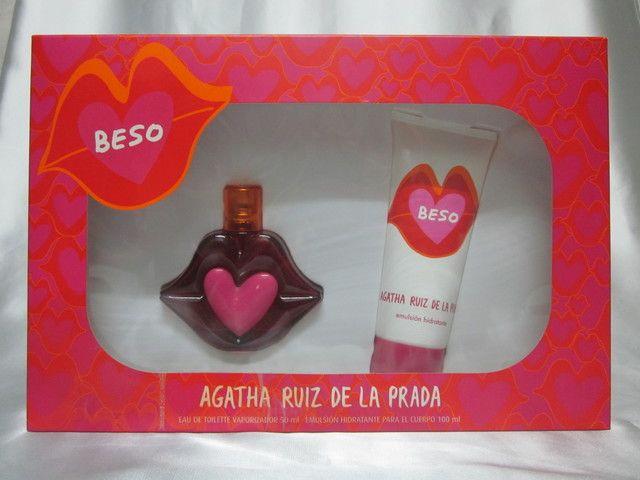 BESO
BESO
AGATHA RUIZ DE LA PRA
emulsión hidratante
AGATHA RUIZ DE LA PRADA
EAU DE TOILETTE VAPORIZADOR 50 ml - EMULSIÓN HIDRATANTE PARA EL CUERPO 100 ml